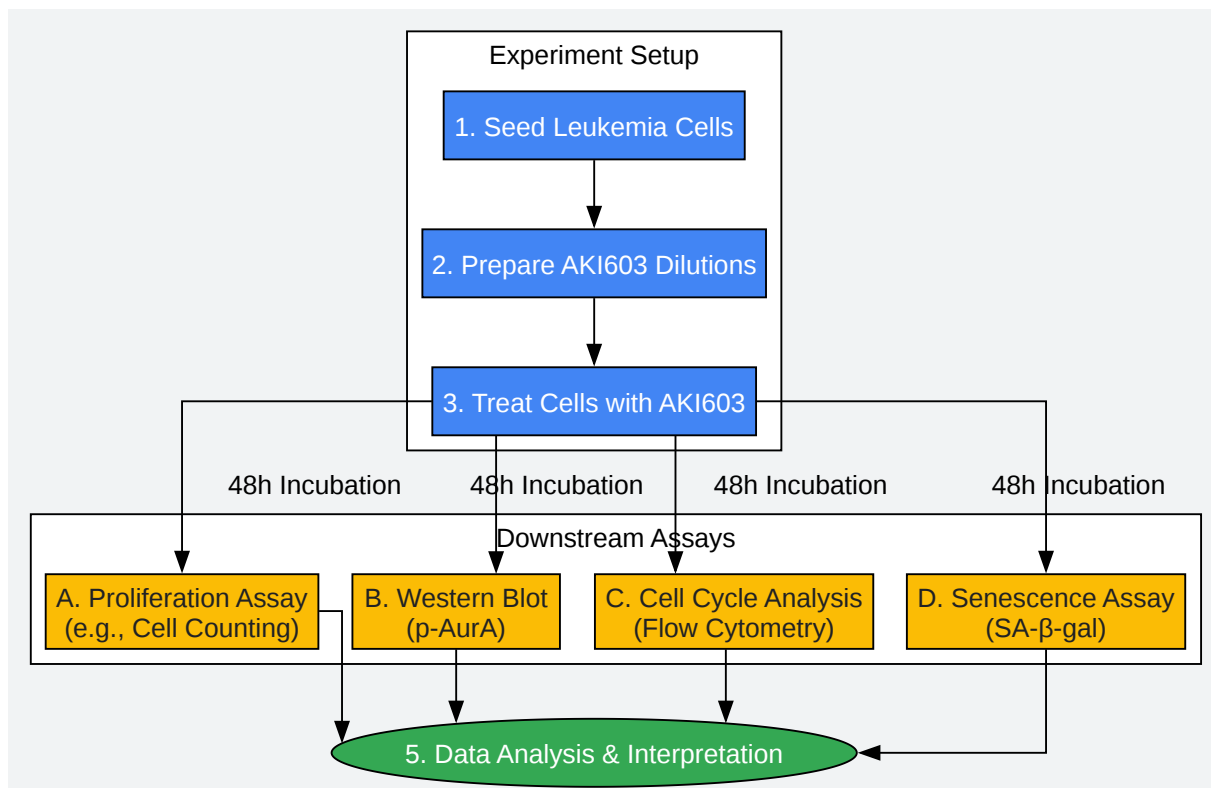 Experiment Setup
1. Seed Leukemia Cells
2. Prepare AKI603 Dilutions
3. Treat Cells with AKI603
48h Incubation
48h Incubation
48h Incubation
48h Incubation
Downstream Assays
A. Proliferation Assay
(e.g., Cell Counting)
B. Western Blot
(p-AurA)
C. Cell Cycle Analysis
(Flow Cytometry)
D. Senescence Assay
(SA-β-gal)
5. Data Analysis & Interpretation